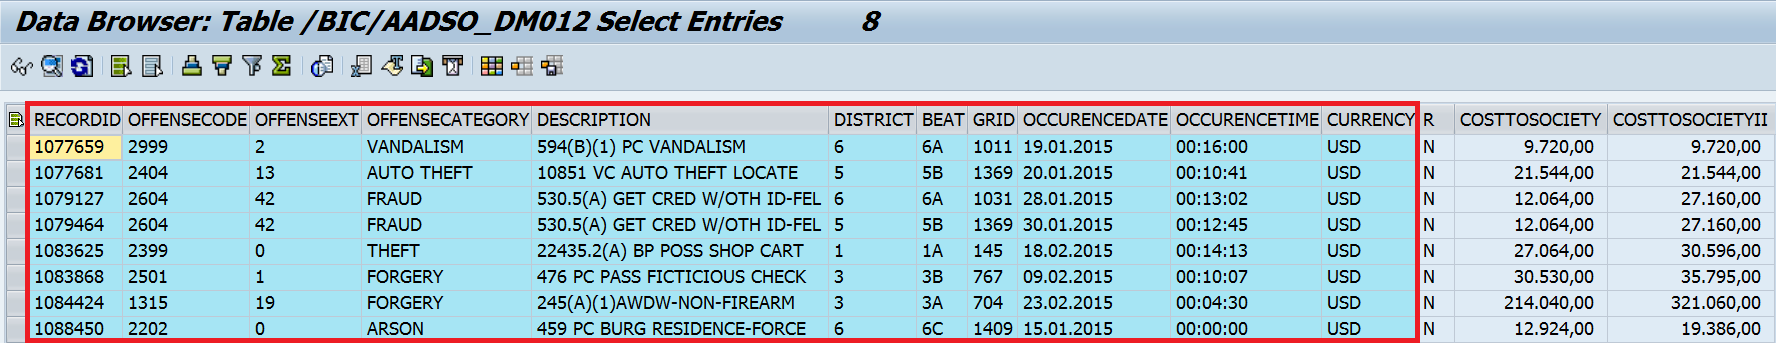 Data Browser: Table /BIC/AADSO_DM012 Select Entries 8
RECORDID OFFENSECODE OFFENSEEXT OFFENSECATEGORY DESCRIPTION DISTRICT BEAT GRID OCCURENCEDATE OCCURENCETIME CURRENCY R COSTTOSOCIETY COSTTOSOCIETYII
1077659 2999 2 VANDALISM 594(B)(1) PC VANDALISM 6 6A 1011 19.01.2015 00:16:00 USD N 9.720,00 9.720,00
1077681 2404 13 AUTO THEFT 10851 VC AUTO THEFT LOCATE 5 5B 1369 20.01.2015 00:10:41 USD N 21.544,00 21.544,00
1079127 2604 42 FRAUD 530.5(A) GET CRED W/OTH ID-FEL 6 6A 1031 28.01.2015 00:13:02 USD N 12.064,00 27.160,00
1079464 2604 42 FRAUD 530.5(A) GET CRED W/OTH ID-FEL 5 5B 1369 30.01.2015 00:12:45 USD N 12.064,00 27.160,00
1083625 2399 0 THEFT 22435.2(A) BP POSS SHOP CART 1 1A 145 18.02.2015 00:14:13 USD N 27.064,00 30.596,00
1083868 2501 1 FORGERY 476 PC PASS FICTICIOUS CHECK 3 3B 767 09.02.2015 00:10:07 USD N 30.530,00 35.795,00
1084424 1315 19 FORGERY 245(A)(1)AWDW-NON-FIREARM 3 3A 704 23.02.2015 00:04:30 USD N 214.040,00 321.060,00
1088450 2202 0 ARSON 459 PC BURG RESIDENCE-FORCE 6 6C 1409 15.01.2015 00:00:00 USD N 12.924,00 19.386,00